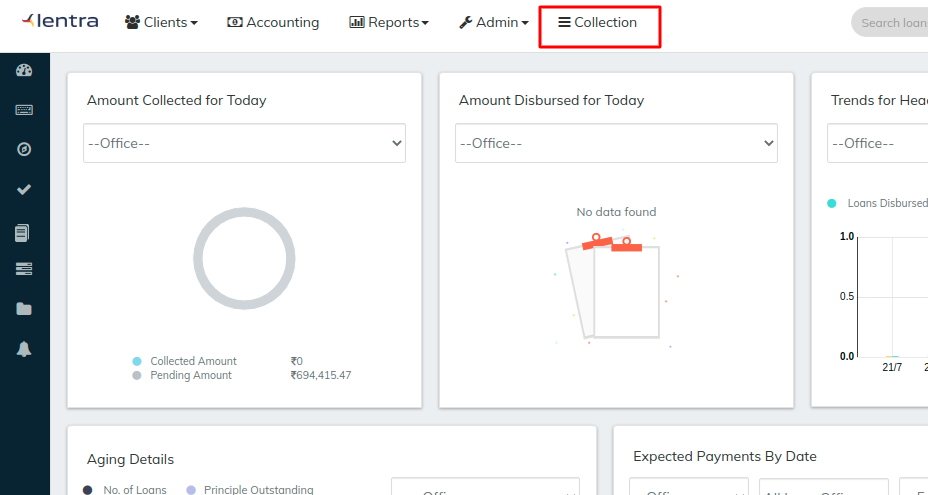 lentra Clients Accounting Reports Admin Collection Search loan
Amount Collected for Today
--Office--
Collected Amount ₹0
Pending Amount ₹694,415.47
Amount Disbursed for Today
--Office--
No data found
Trends for Hea
--Office--
Loans Disbursed
1.0
0.5
0.0
21/7
Aging Details
No. of Loans Principle Outstanding
Expected Payments By Date